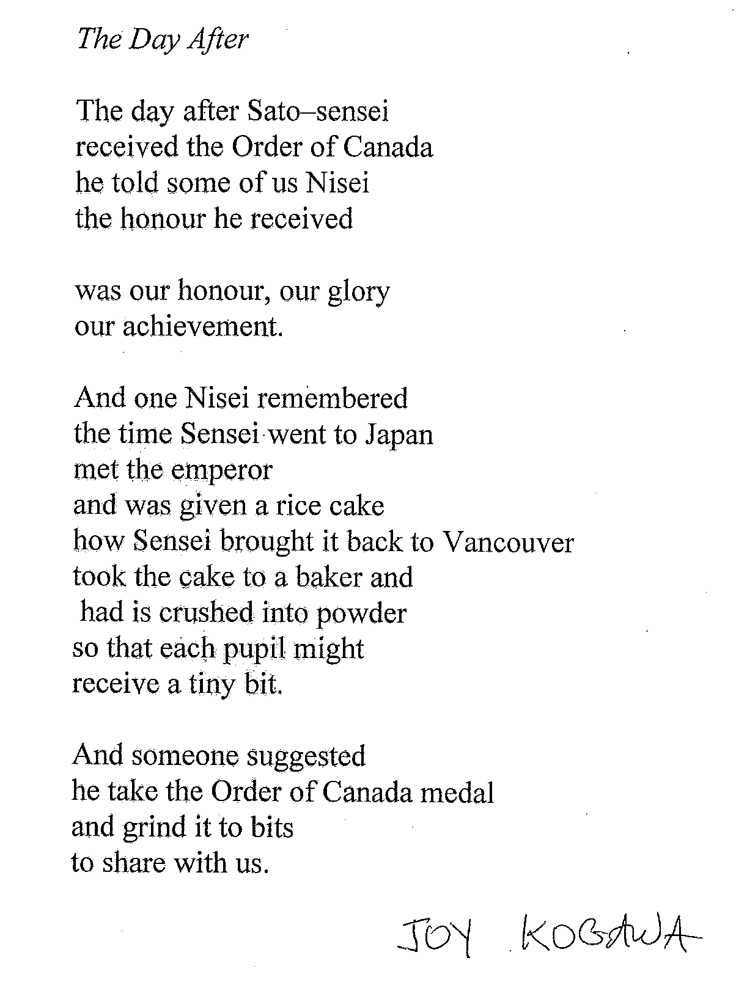 The Day After
The day after Sato–sensei
received the Order of Canada
he told some of us Nisei
the honour he received
was our honour, our glory
our achievement.
And one Nisei remembered
the time Sensei went to Japan
met the emperor
and was given a rice cake
how Sensei brought it back to Vancouver
took the cake to a baker and
had is crushed into powder
so that each pupil might
receive a tiny bit.
And someone suggested
he take the Order of Canada medal
and grind it to bits
to share with us.
JOY KOGAWA